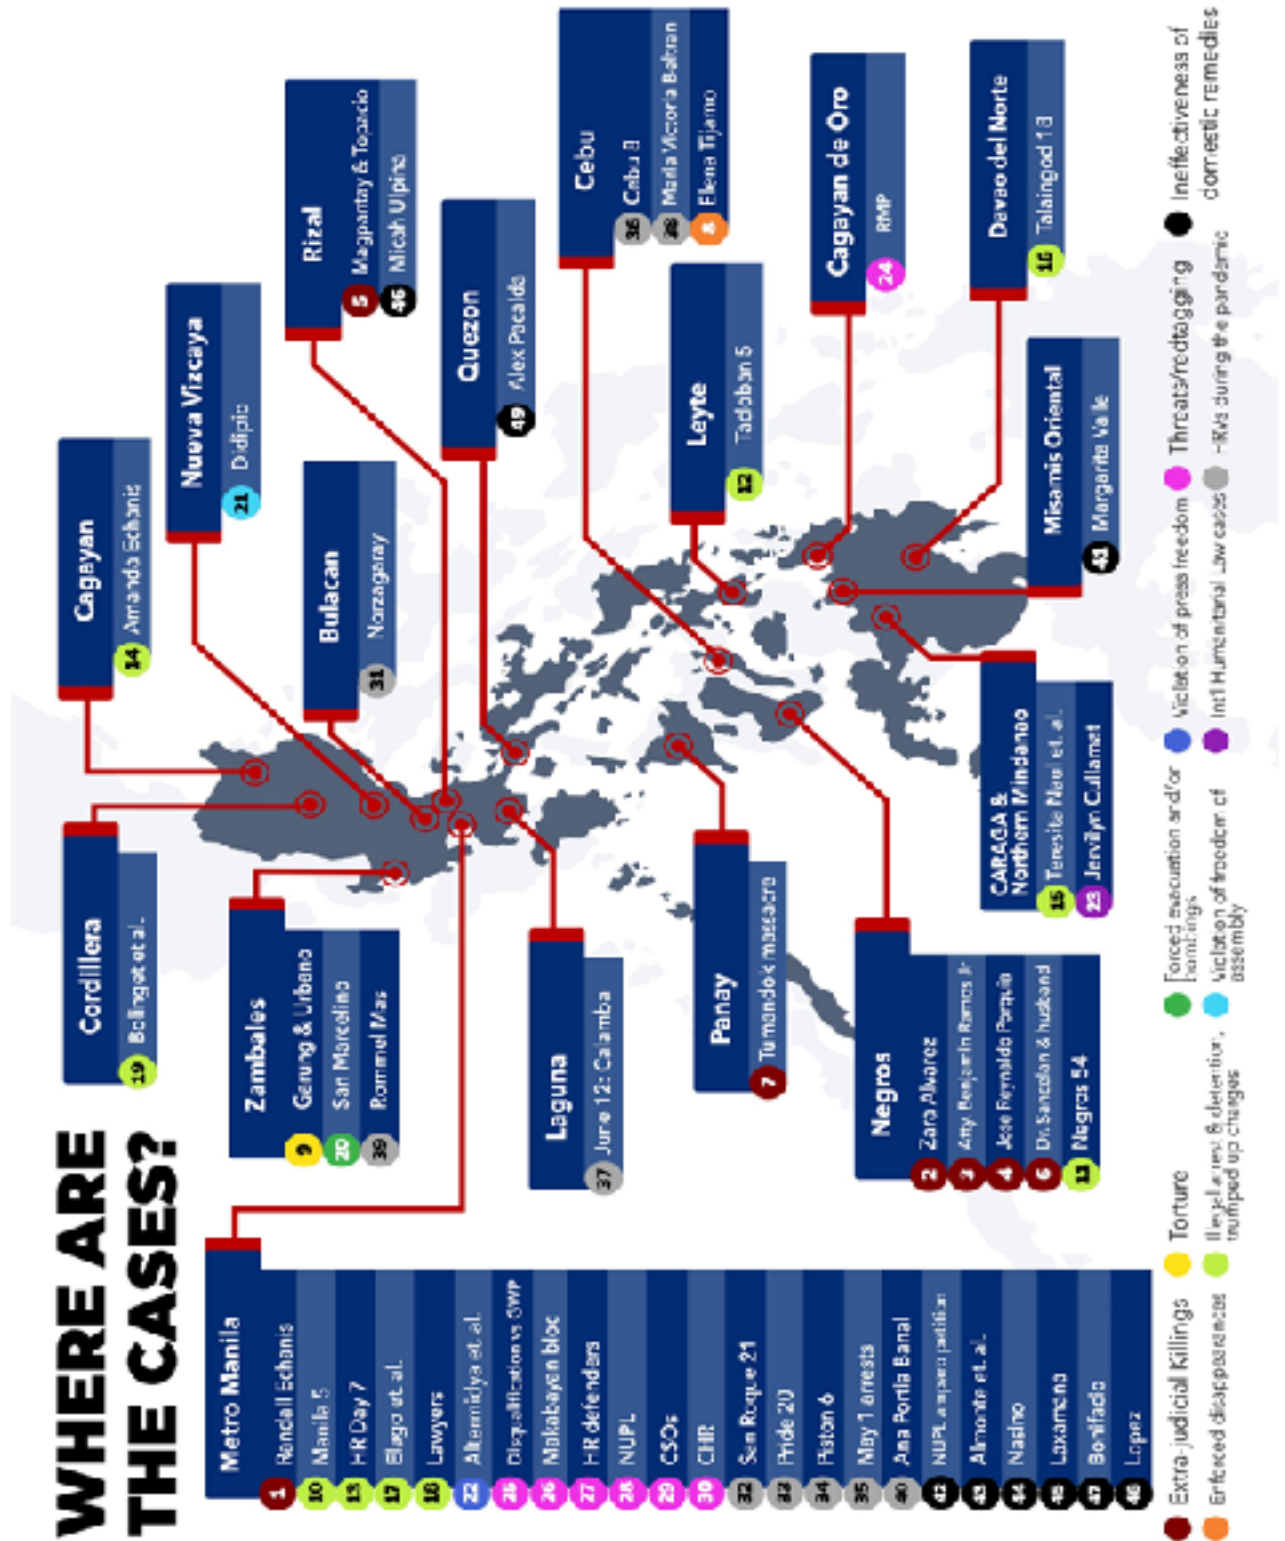 WHERE ARE
THE CASES?
Metro Manila
1 Randall Echanis
10 Manila 5
13 HR Day 7
17 Elago et. al.
18 Lawyers
22 Altermidya et. al.
25 Disqualification vs GWP
26 Makabayan bloc
27 HR defenders
28 NUPL
29 CSOs
30 CHR
32 San Roque 21
33 Pride 20
34 Piston 6
35 May 1 arrests
40 Ana Portia Banal
42 NUPL amparo petition
43 Almonte et. al.
44 Nasino
45 Laxamana
47 Bonifacio
48 Lopez
Cordillera
19 Bolinget et al.
Zambales
9 Gerung & Urbano
20 San Marcelino
39 Rommel Mas
Laguna
37 June 12: Calamba
Panay
7 Tumandok massacre
Negros
2 Zara Alvarez
3 Atty Benjamin Ramos Jr
4 Jose Reynaldo Porquia
6 Dr. Sancelan & husband
11 Negros 54
Cagayan
14 Amanda Echanis
Nueva Vizcaya
21 Didipio
Bulacan
31 Norzagaray
Rizal
5 Magpantay & Topacio
46 Micah Ulpina
Quezon
49 Alex Pacalda
Cebu
36 Cebu 8
38 Maria Victoria Beltran
8 Elena Tijamo
Leyte
12 Tacloban 5
Cagayan de Oro
24 RMP
Davao del Norte
16 Talaingod 18
Misamis Oriental
41 Margarita Valle
CARAGA &
Northern Mindanao
15 Teresita Naul et. al.
23 Jevilyn Cullamat
Extra-judicial Killings
Torture
Forced evacuation and/or
bombings
Violation of press freedom
Threats/redtagging
Ineffectiveness of
domestic remedies
Enforced disappearances
Illegal arrest & detention,
trumped up charges
Violation of freedom of
assembly
Int'l Humanitarial Law cases
HRVs during the pandemic